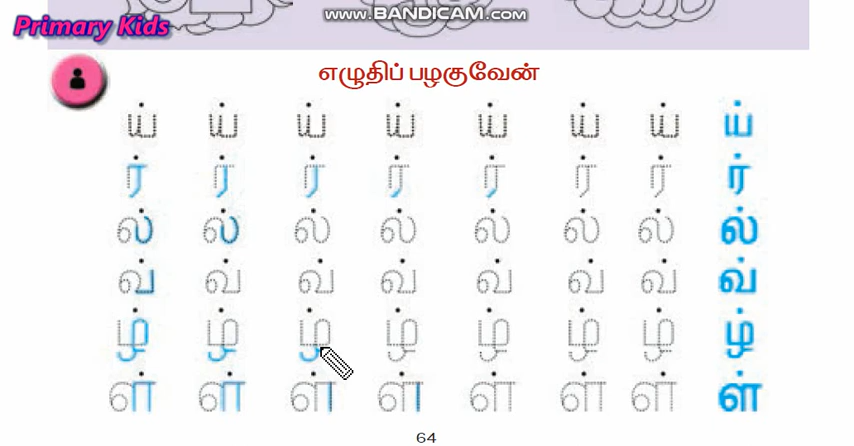 www.BANDICAM.com
Primary Kids
எழுதிப் பழகுவேன்
ய் ய் ய் ய் ய் ய் ய் ய்
ர் ர் ர் ர் ர் ர் ர் ர்
ல் ல் ல் ல் ல் ல் ல் ல்
வ் வ் வ் வ் வ் வ் வ் வ்
ழ் ழ் ழ் ழ் ழ் ழ் ழ் ழ்
ள் ள் ள் ள் ள் ள் ள் ள்
64